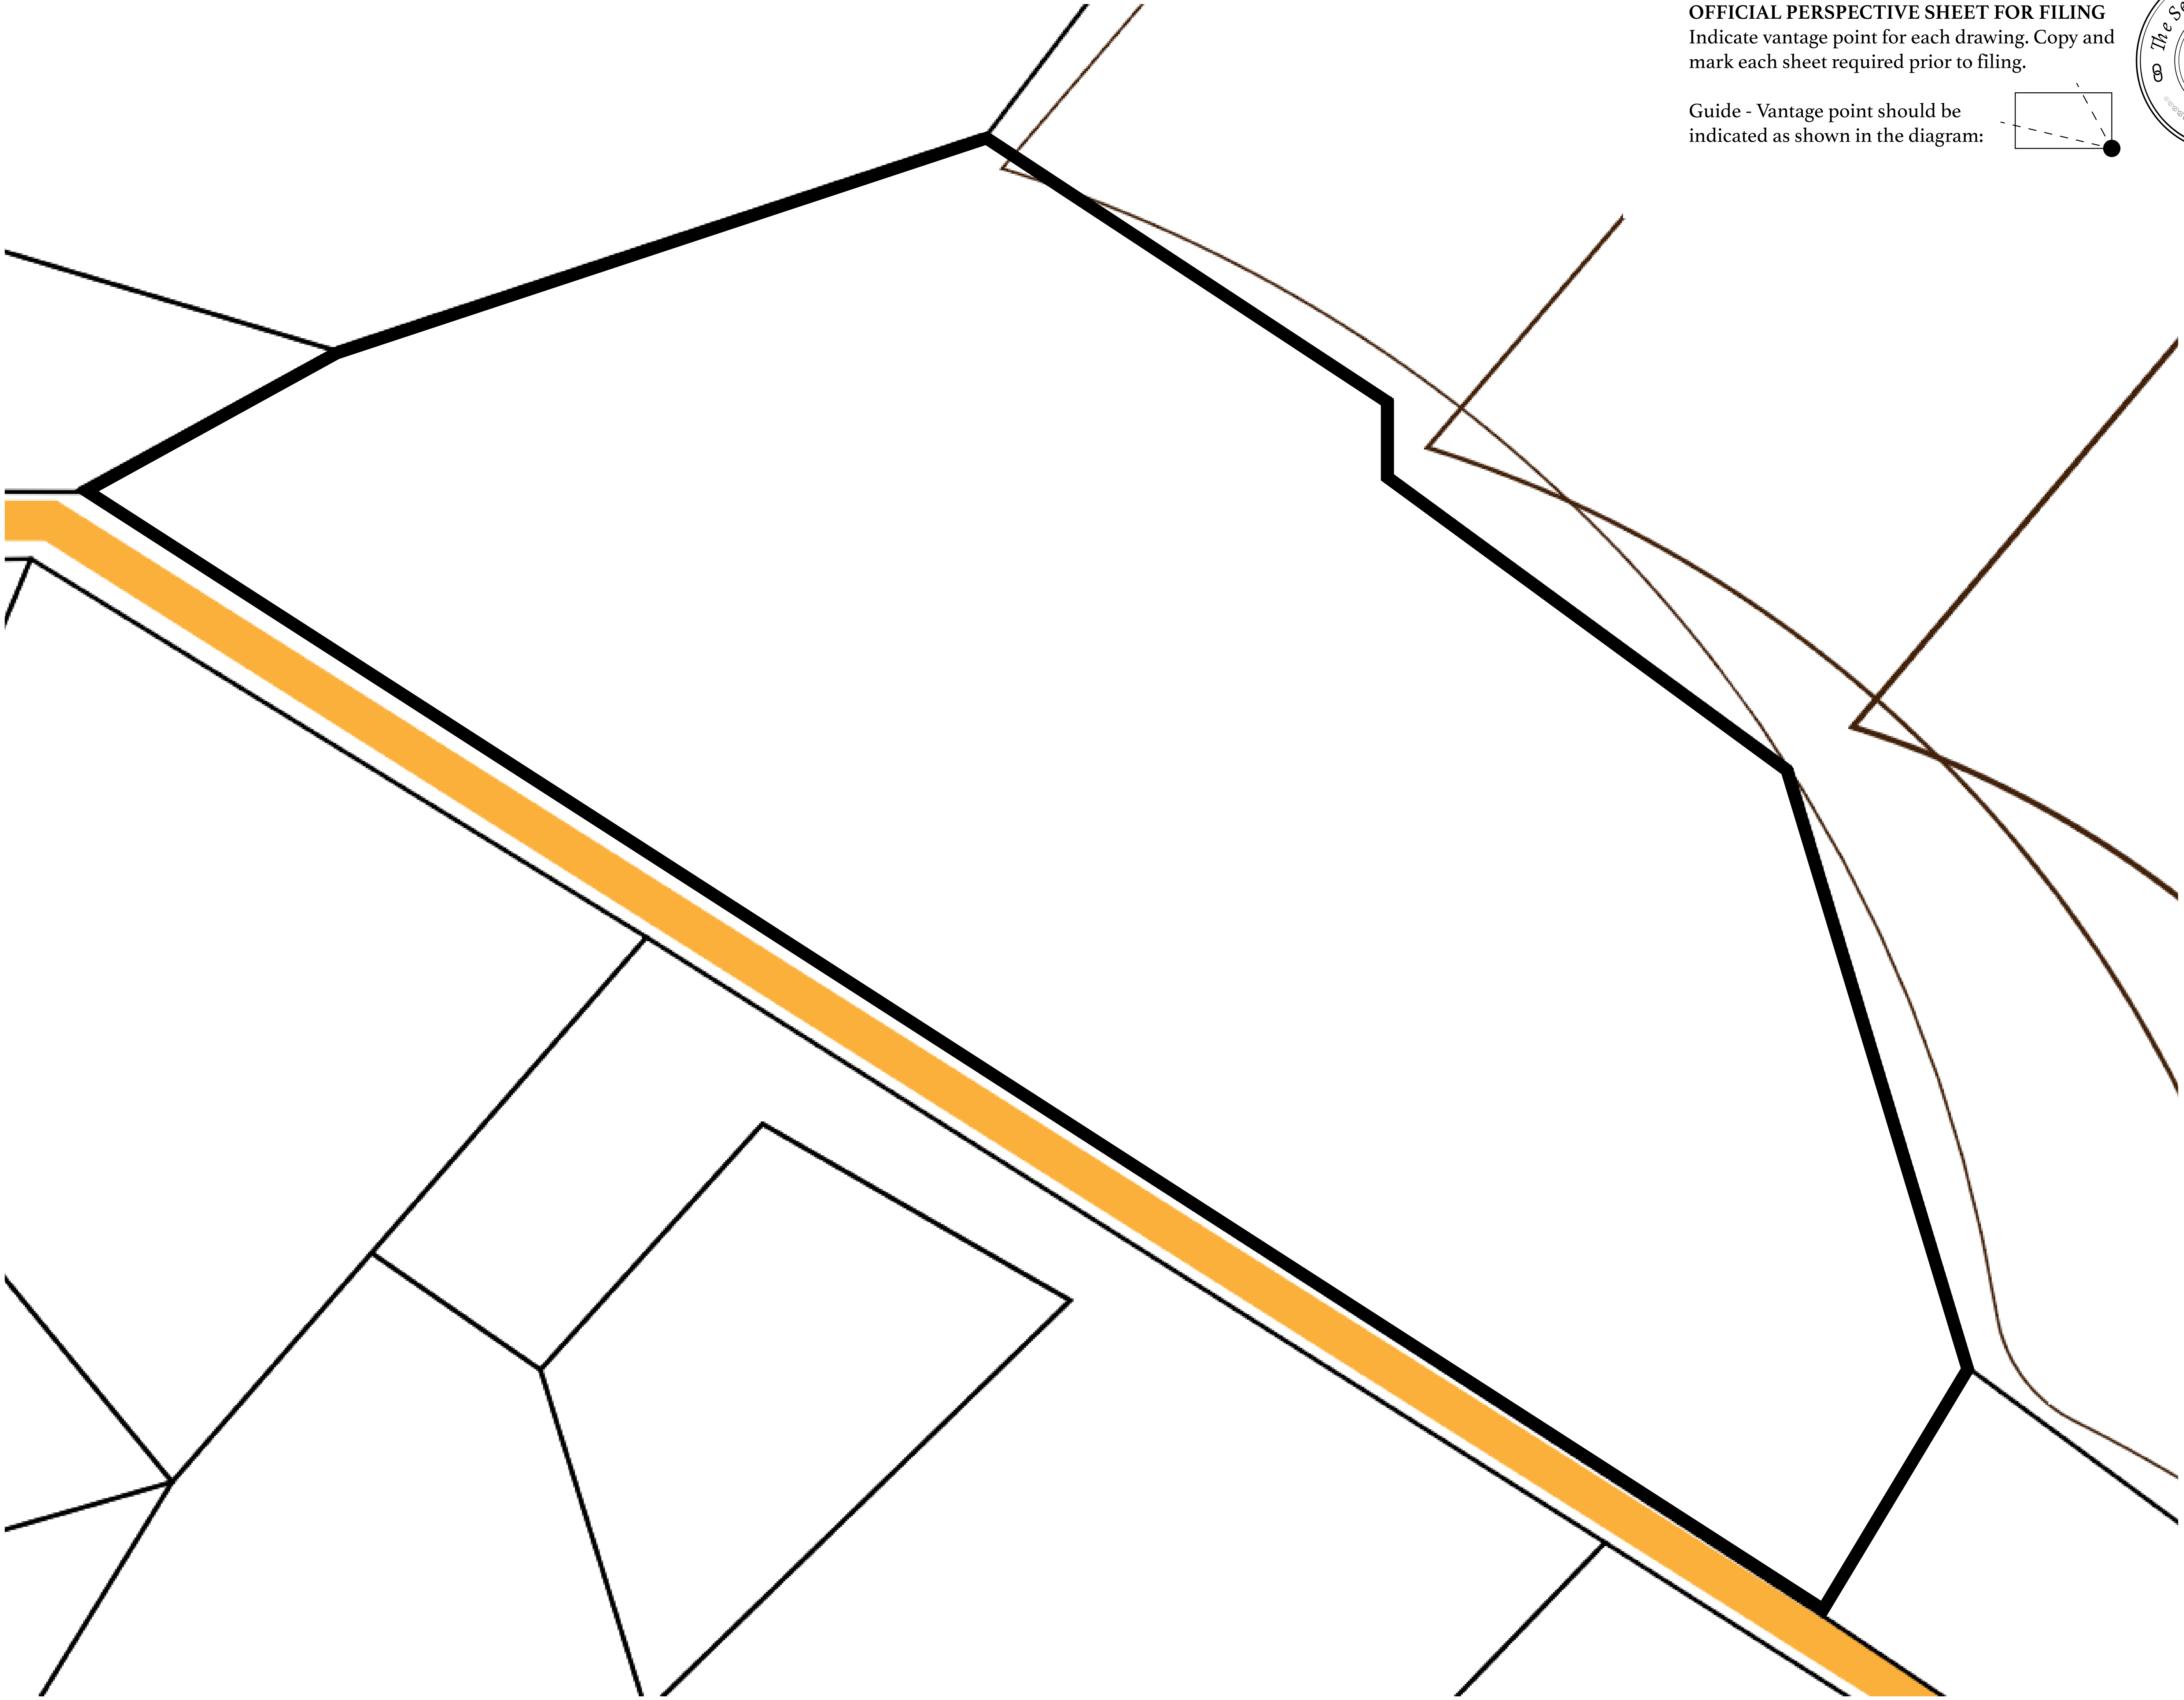 OFFICIAL PERSPECTIVE SHEET FOR FILING
Indicate vantage point for each drawing. Copy and
mark each sheet required prior to filing.
Guide - Vantage point should be
indicated as shown in the diagram:
The